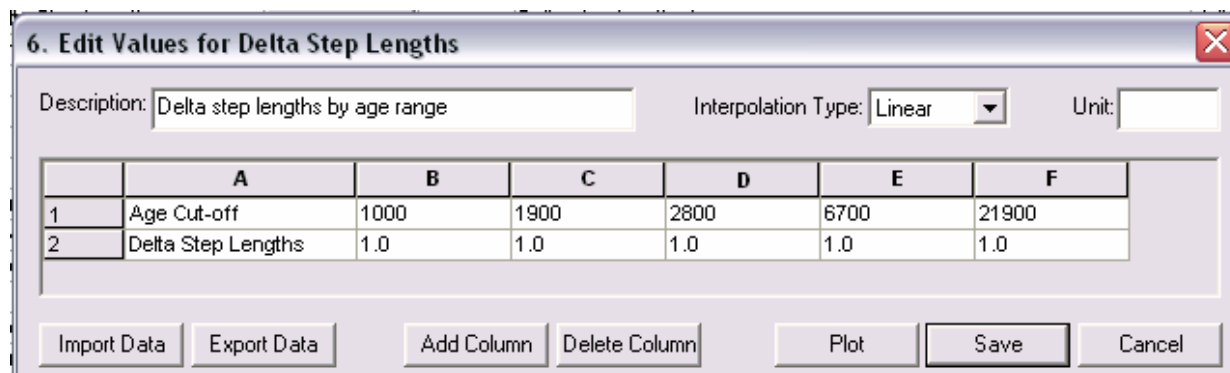 6. Edit Values for Delta Step Lengths
Description: Delta step lengths by age range Interpolation Type: Linear Unit:
A B C D E F
1 Age Cut-off 1000 1900 2800 6700 21900
2 Delta Step Lengths 1.0 1.0 1.0 1.0 1.0
Import Data Export Data Add Column Delete Column Plot Save Cancel